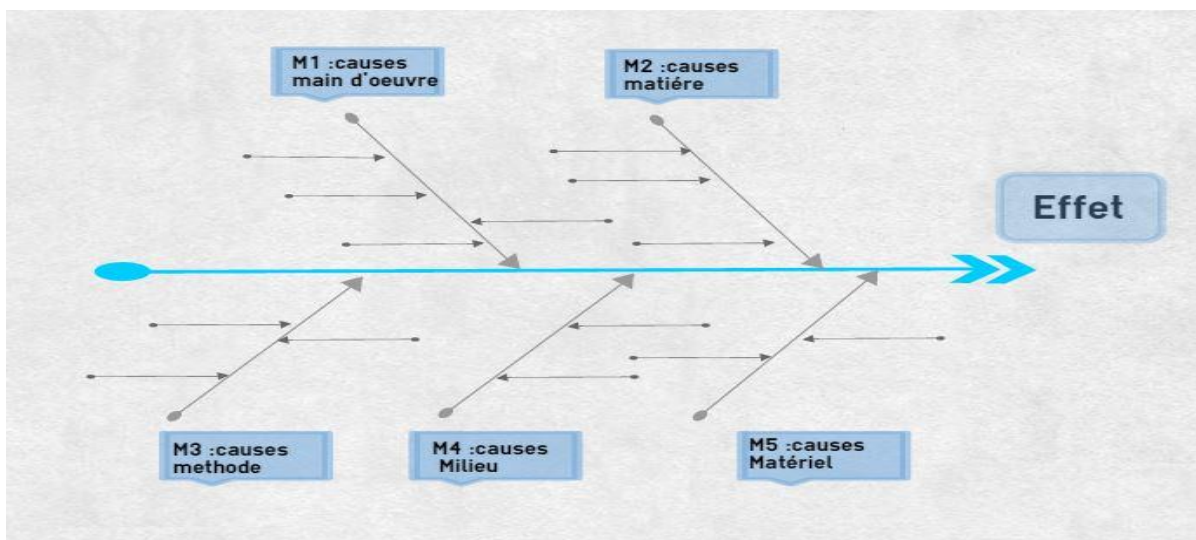 M1 :causes
main d'oeuvre
M2 :causes
matiére
Effet
M3 :causes
methode
M4 :causes
Milieu
M5 :causes
Matériel